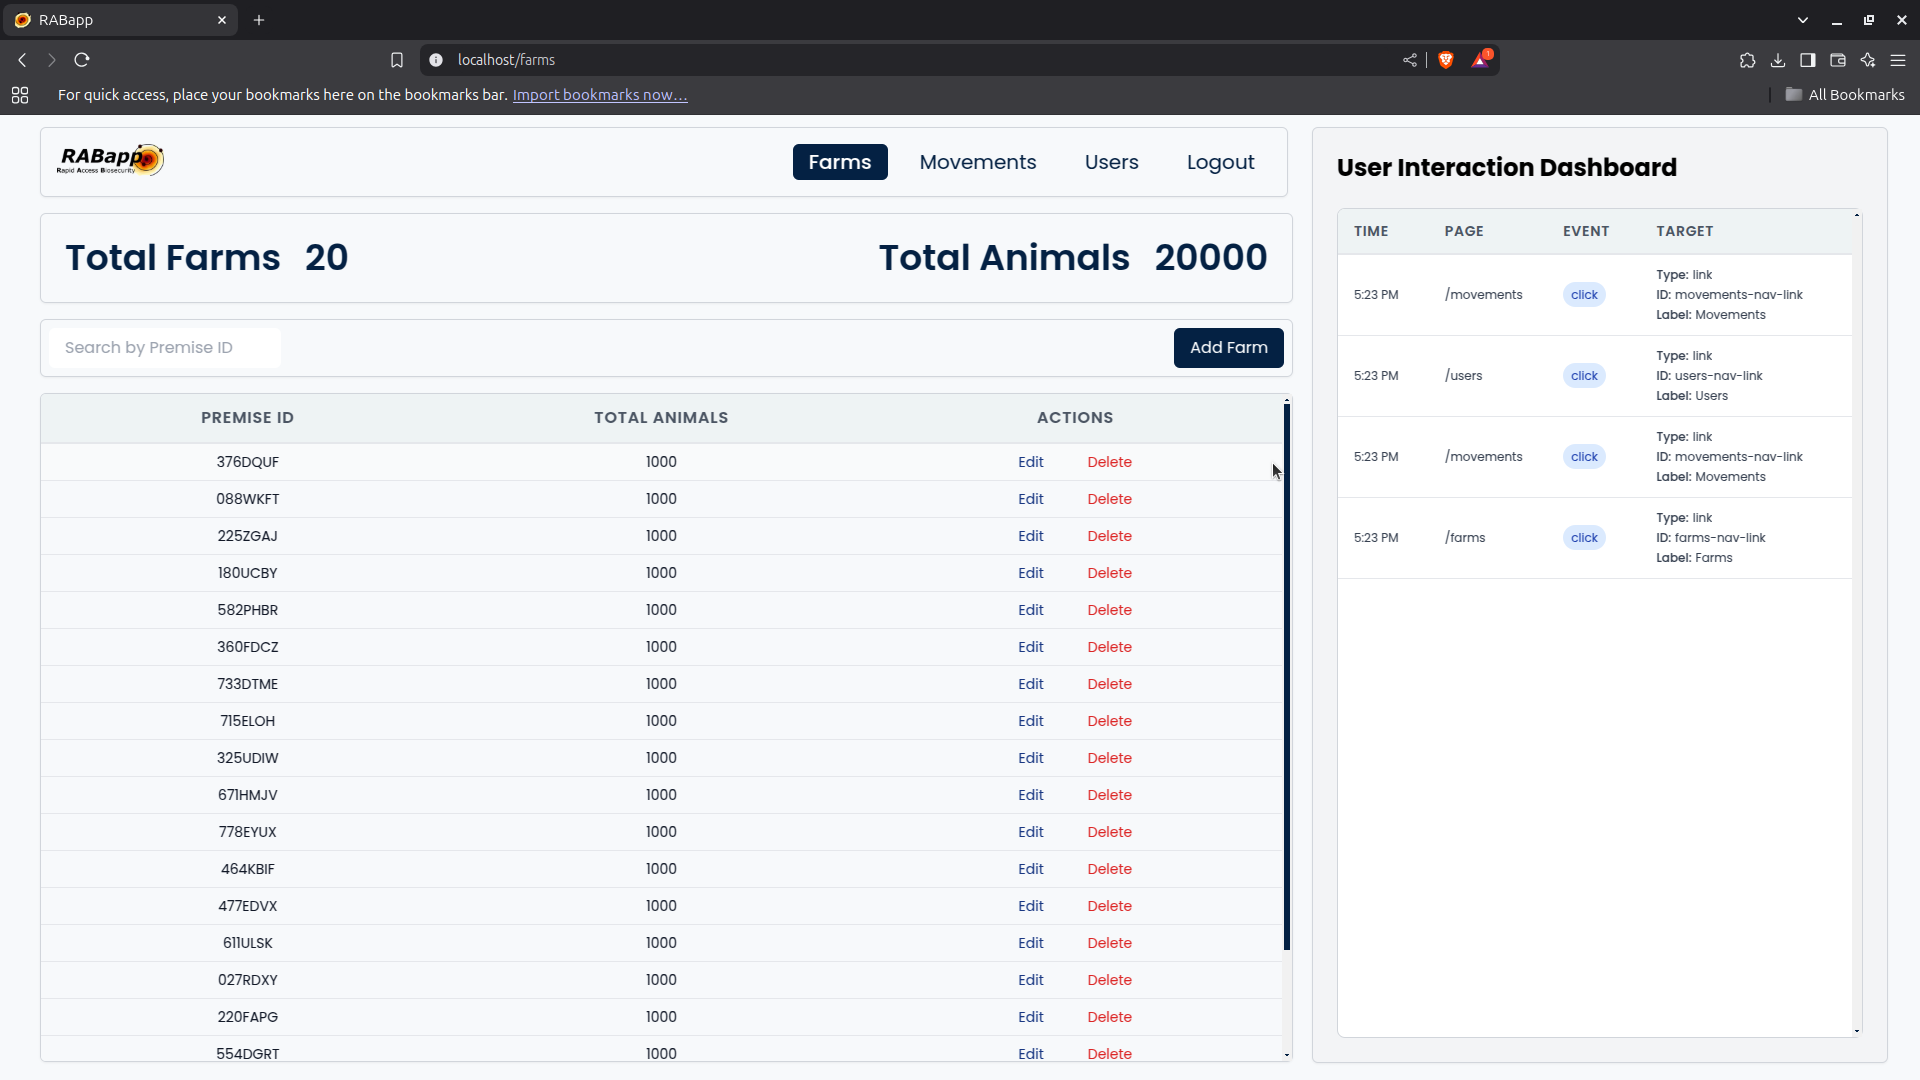 RABapp
localhost/farms
1
For quick access, place your bookmarks here on the bookmarks bar. Import bookmarks now...
All Bookmarks
RABapp
Rapid Access Biosecurity
Farms Movements Users Logout
Total Farms 20 Total Animals 20000
Search by Premise ID Add Farm
PREMISE ID TOTAL ANIMALS ACTIONS
376DQUF 1000 Edit Delete
088WKFT 1000 Edit Delete
225ZGAJ 1000 Edit Delete
180UCBY 1000 Edit Delete
582PHBR 1000 Edit Delete
360FDCZ 1000 Edit Delete
733DTME 1000 Edit Delete
715ELOH 1000 Edit Delete
325UDIW 1000 Edit Delete
671HMJV 1000 Edit Delete
778EYUX 1000 Edit Delete
464KBIF 1000 Edit Delete
477EDVX 1000 Edit Delete
611ULSK 1000 Edit Delete
027RDXY 1000 Edit Delete
220FAPG 1000 Edit Delete
554DGRT 1000 Edit Delete
User Interaction Dashboard
TIME PAGE EVENT TARGET
Type: link
5:23 PM /movements click ID: movements-nav-link
Label: Movements
Type: link
5:23 PM /users click ID: users-nav-link
Label: Users
Type: link
5:23 PM /movements click ID: movements-nav-link
Label: Movements
Type: link
5:23 PM /farms click ID: farms-nav-link
Label: Farms